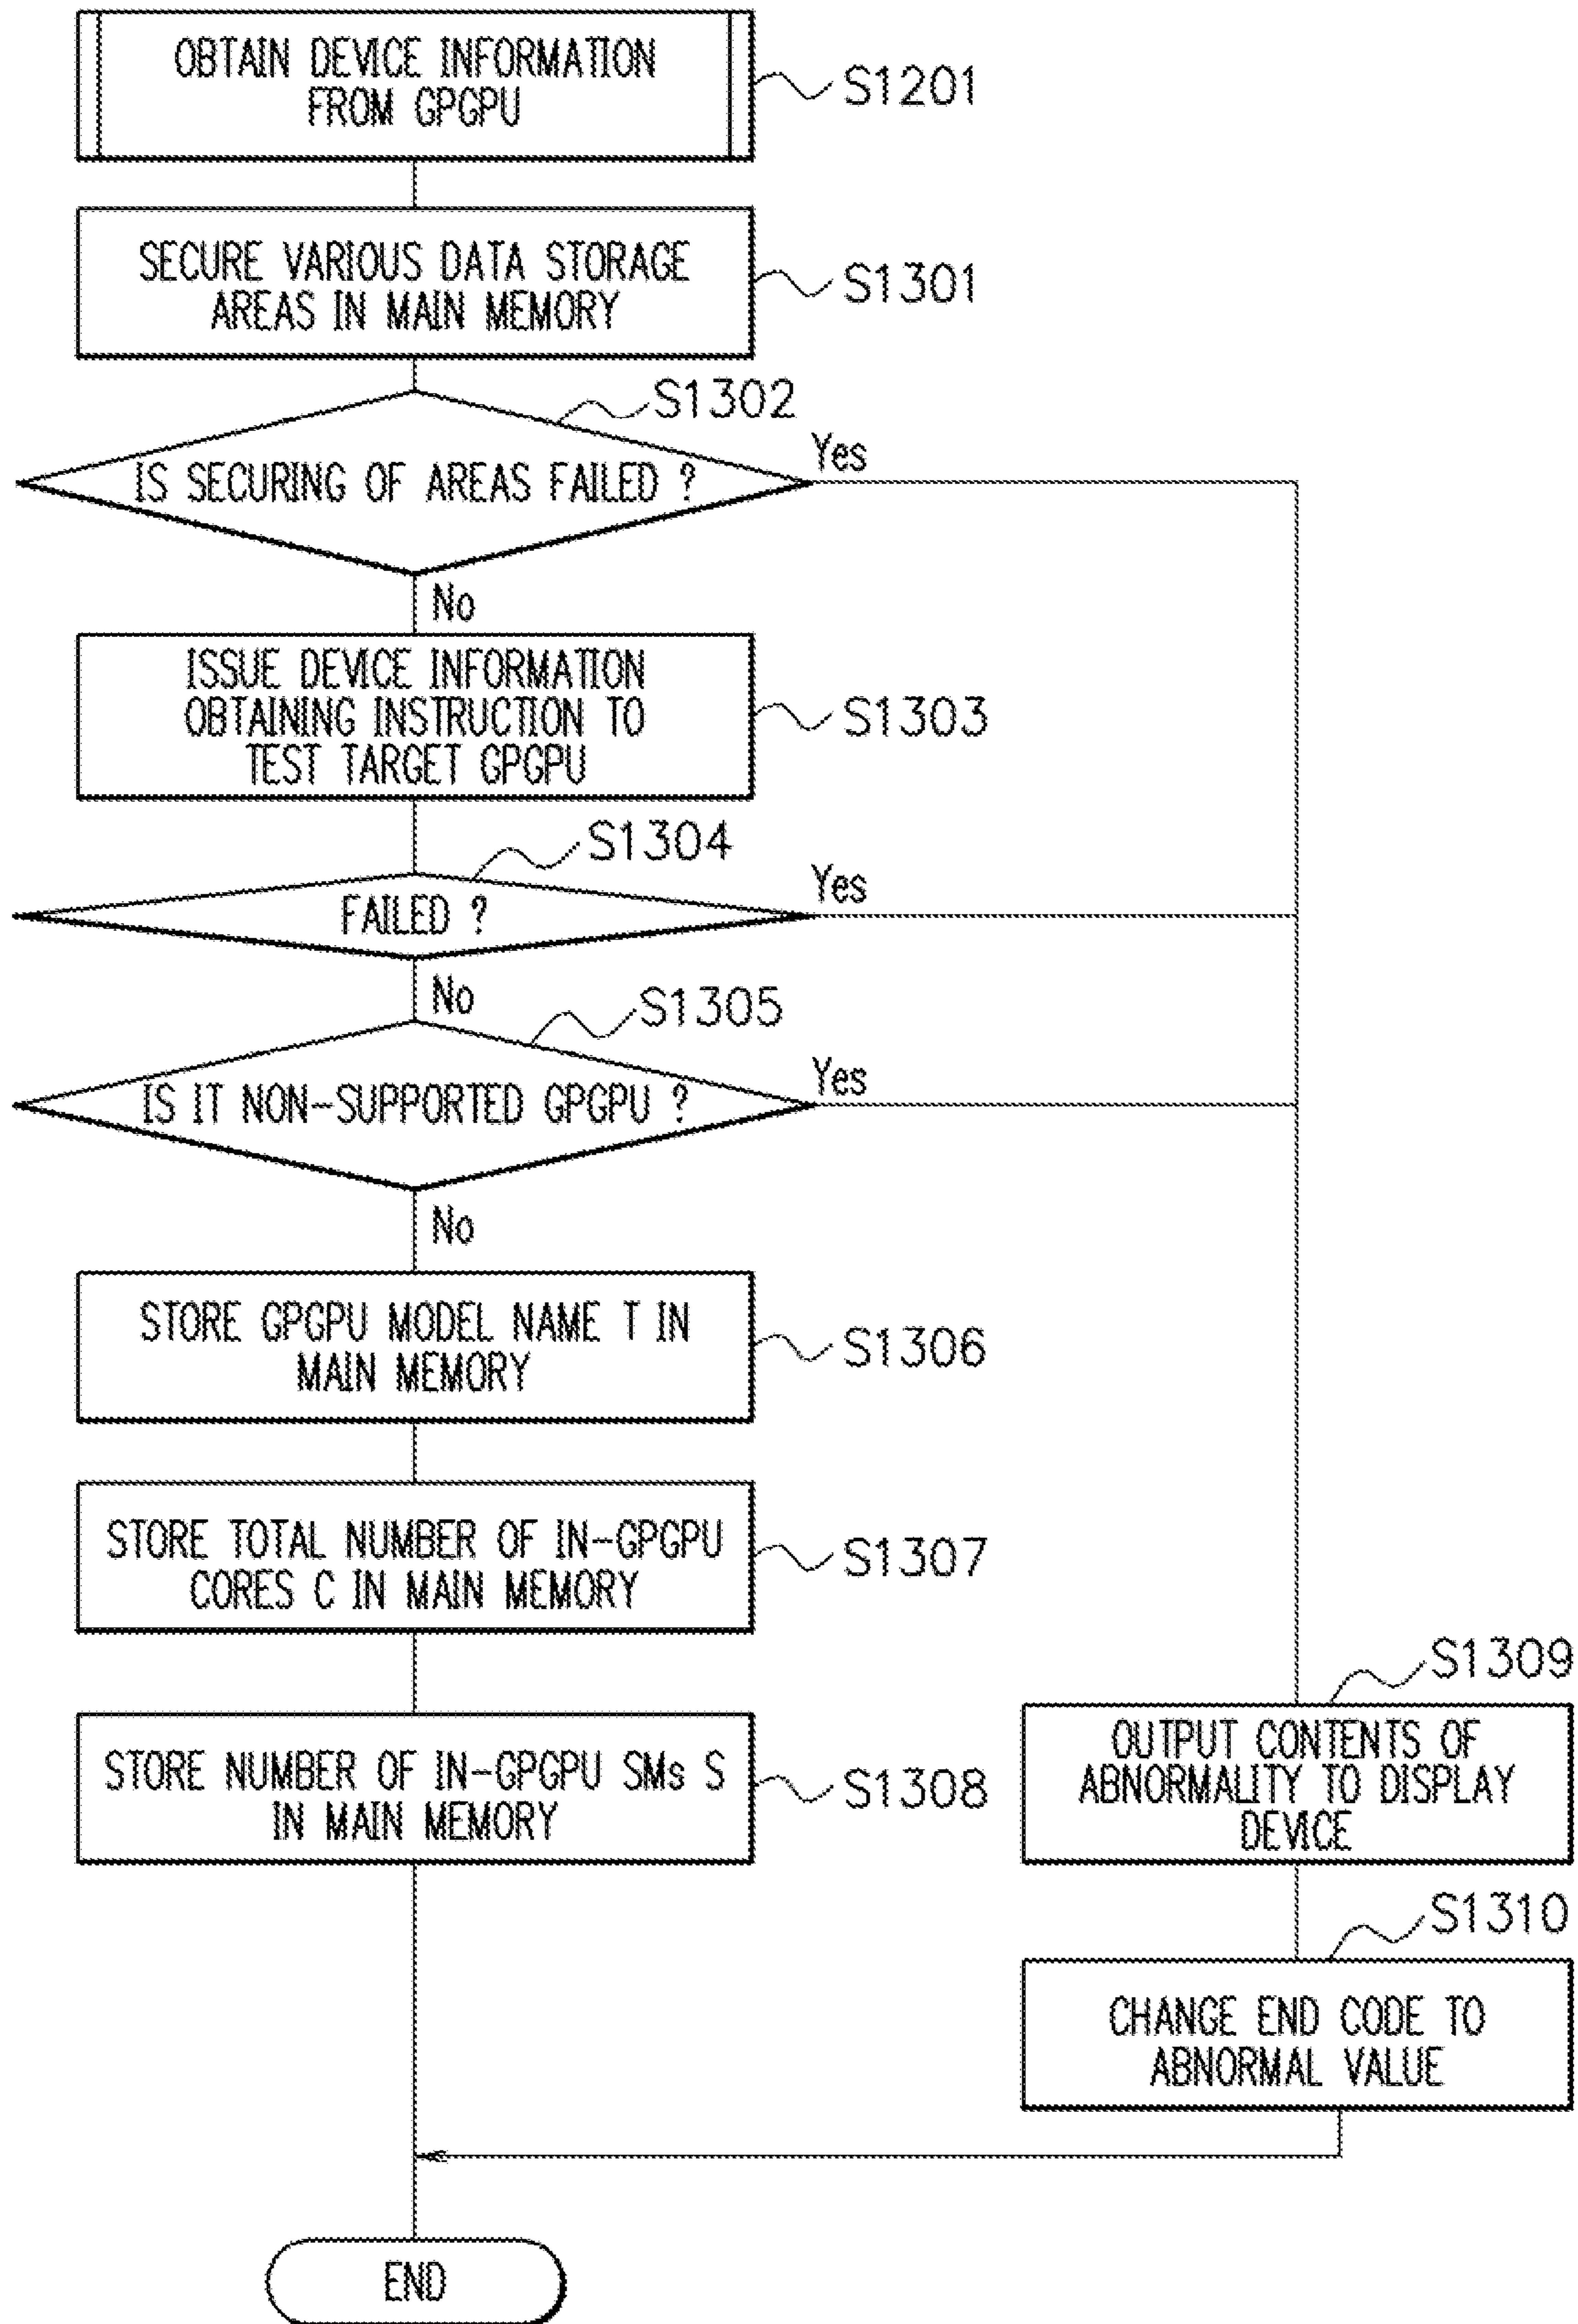 OBTAIN DEVICE INFORMATION
FROM GPGPU
S1201
SECURE VARIOUS DATA STORAGE
AREAS IN MAIN MEMORY
S1301
S1302
IS SECURING OF AREAS FAILED ?
Yes
No
ISSUE DEVICE INFORMATION
OBTAINING INSTRUCTION TO
TEST TARGET GPGPU
S1303
S1304
FAILED ?
Yes
No
S1305
IS IT NON-SUPPORTED GPGPU ?
Yes
No
STORE GPGPU MODEL NAME T IN
MAIN MEMORY
S1306
STORE TOTAL NUMBER OF IN-GPGPU
CORES C IN MAIN MEMORY
S1307
STORE NUMBER OF IN-GPGPU SMs S
IN MAIN MEMORY
S1308
S1309
OUTPUT CONTENTS OF
ABNORMALITY TO DISPLAY
DEVICE
S1310
CHANGE END CODE TO
ABNORMAL VALUE
END